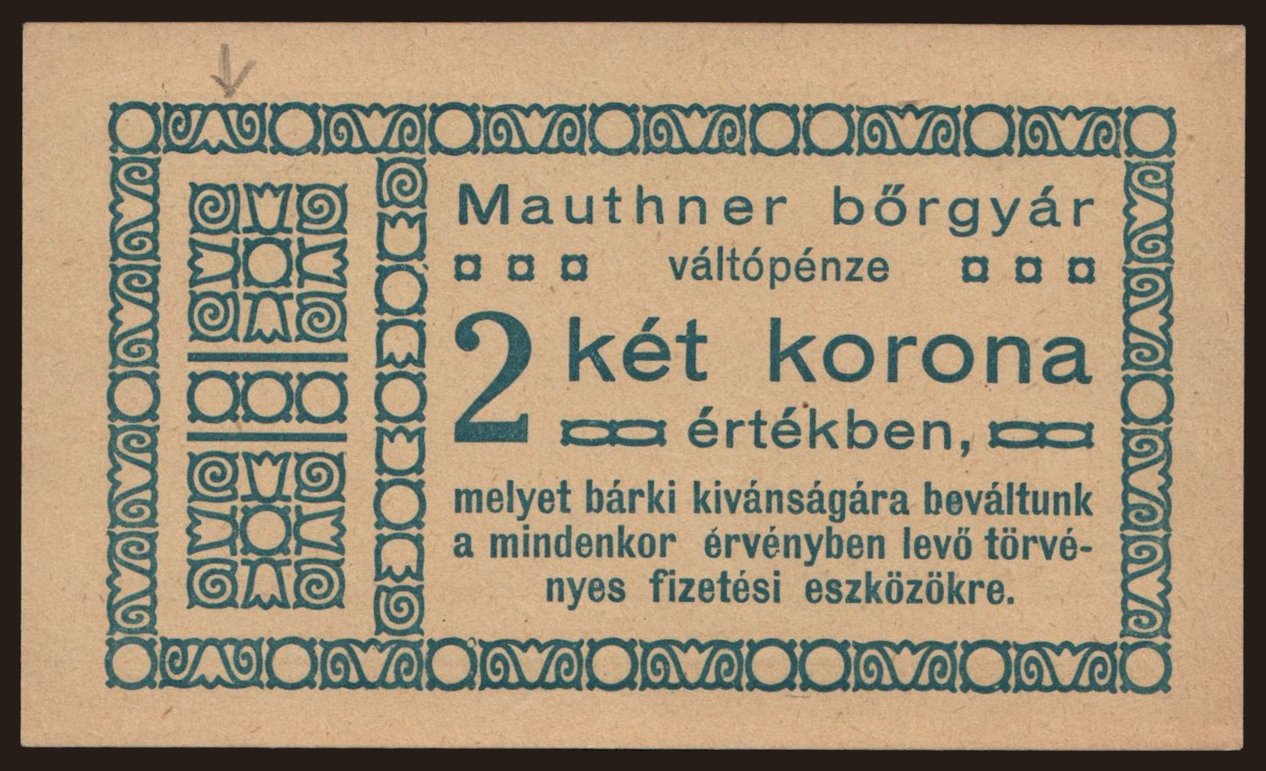 Mauthner bőrgyár
váltópénze
2 két korona
értékben,
melyet bárki kivánságára beváltunk
a mindenkor érvényben levő törvé-
nyes fizetési eszközökre.